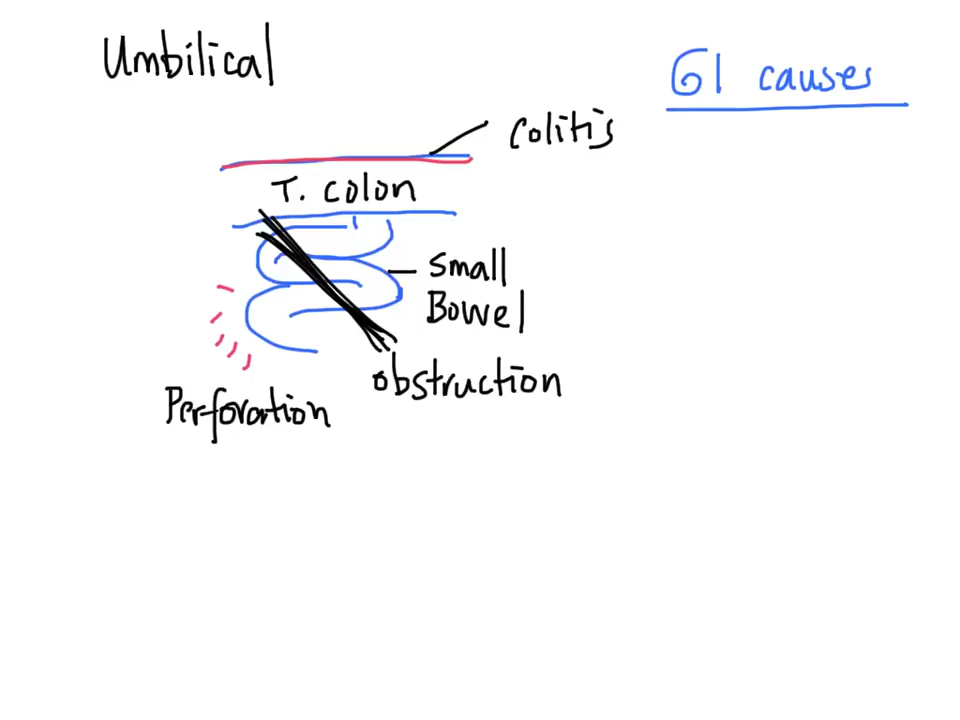 Umbilical
GI causes
Colitis
T. colon
Small
Bowel
obstruction
Perforation